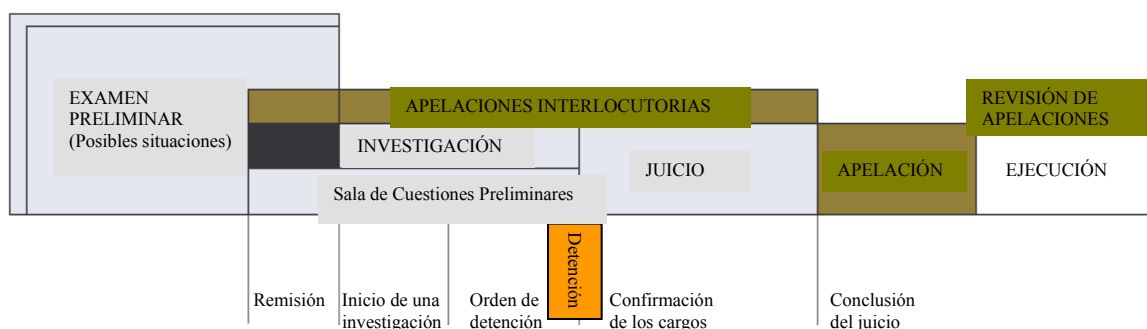 EXAMEN
PRELIMINAR
(Posibles situaciones)
APELACIONES INTERLOCUTORIAS
REVISIÓN DE
APELACIONES
INVESTIGACIÓN
JUICIO
APELACIÓN
EJECUCIÓN
Sala de Cuestiones Preliminares
Detención
Remisión
Inicio de una
investigación
Orden de
detención
Confirmación
de los cargos
Conclusión
del juicio